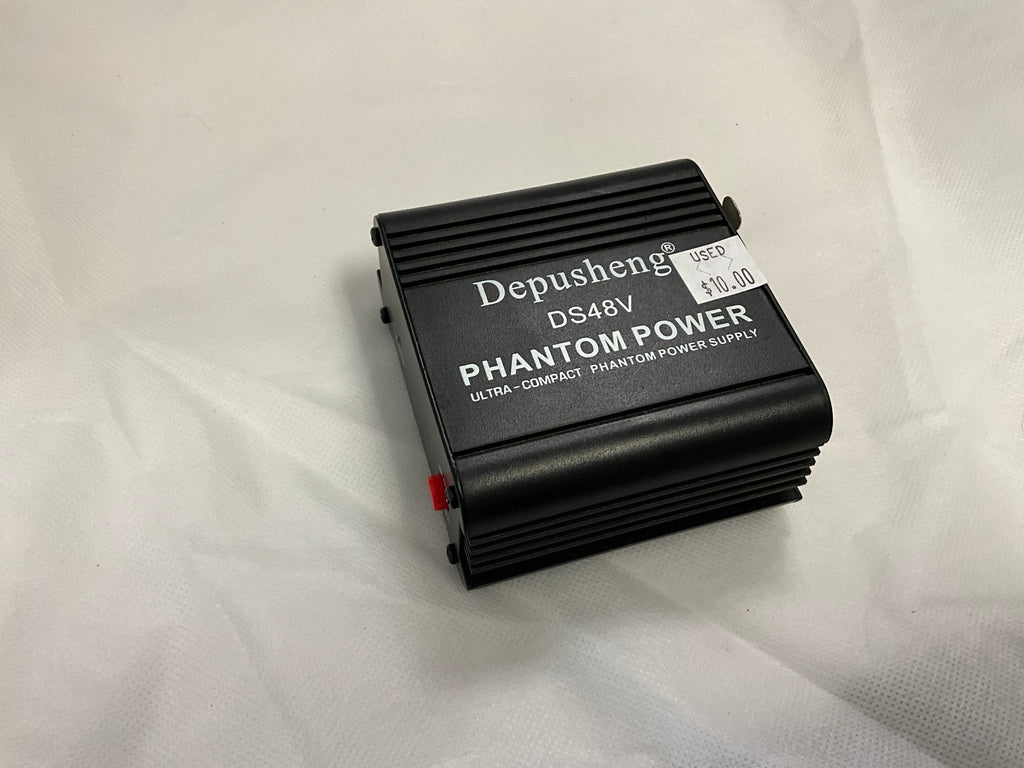 Depusheng®
DS48V
PHANTOM POWER
ULTRA-COMPACT PHANTOM POWER SUPPLY
USED
$10.00